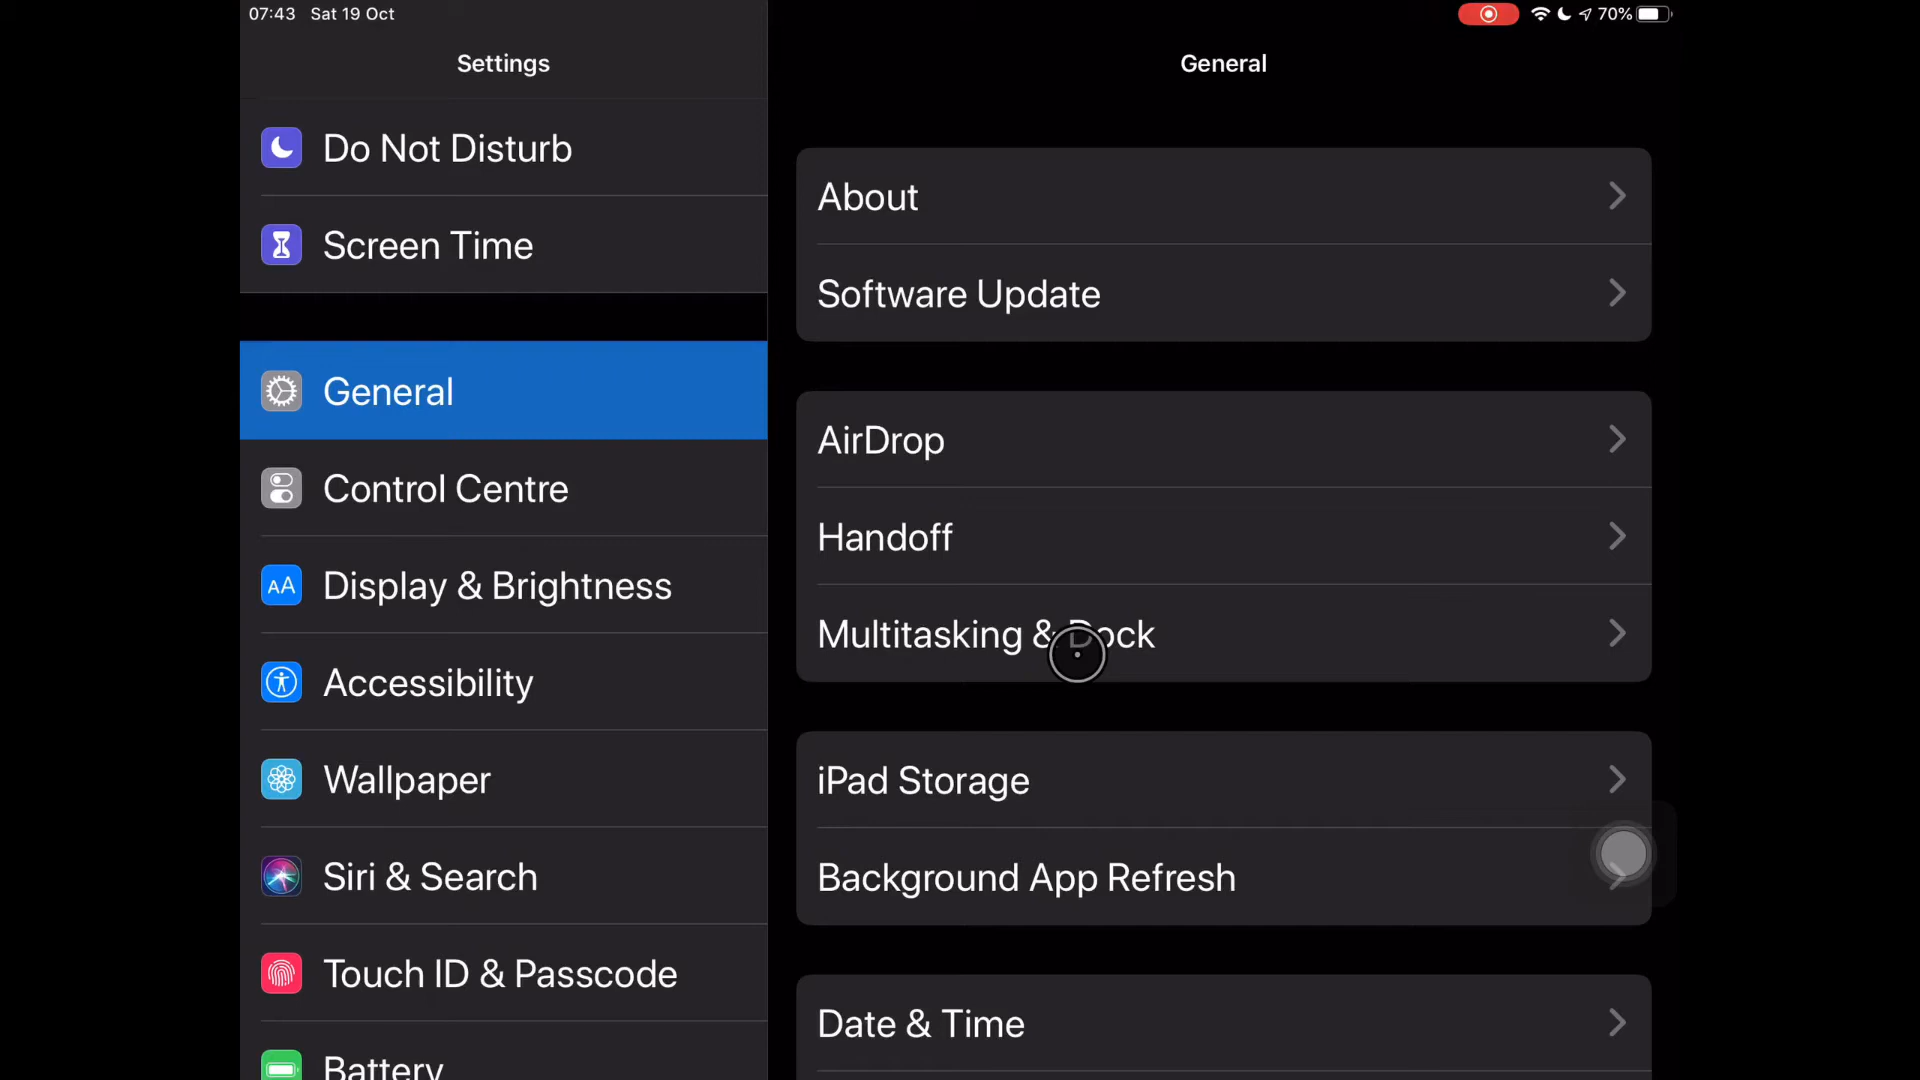 07:43 Sat 19 Oct
70%
Settings
Do Not Disturb
Screen Time
General
Control Centre
AA Display & Brightness
Accessibility
Wallpaper
Siri & Search
Touch ID & Passcode
Battery
General
About
Software Update
AirDrop
Handoff
Multitasking & Dock
iPad Storage
Background App Refresh
Date & Time